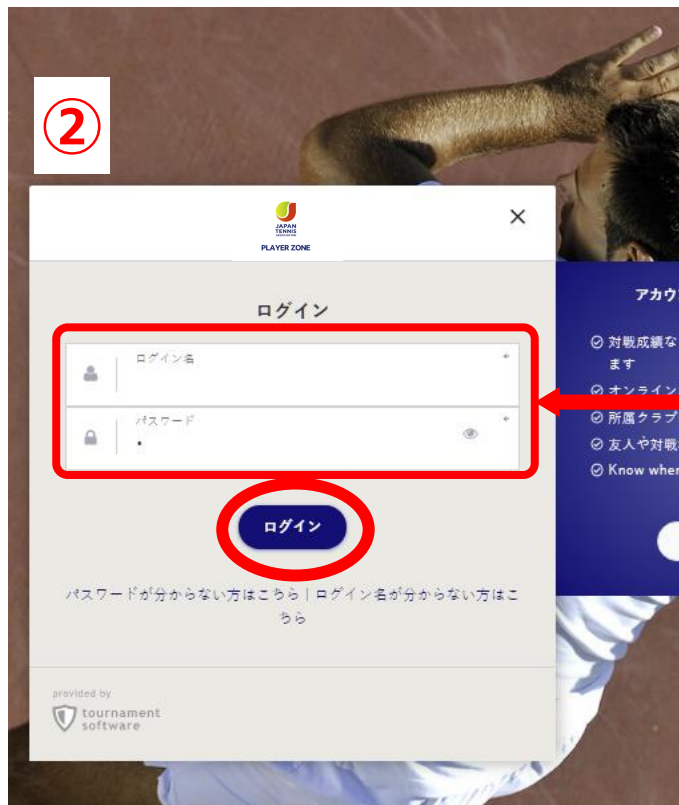 ②
JAPAN
TENNIS
ASSOCIATION
PLAYER ZONE
ログイン
ログイン名
*
パスワード
*
•
ログイン
パスワードが分からない方はこちら | ログイン名が分からない方はこ
ちら
provided by
tournament
software
アカウ
対戦成績な
ます
オンライン
所属クラブ
友人や対戦
Know wher